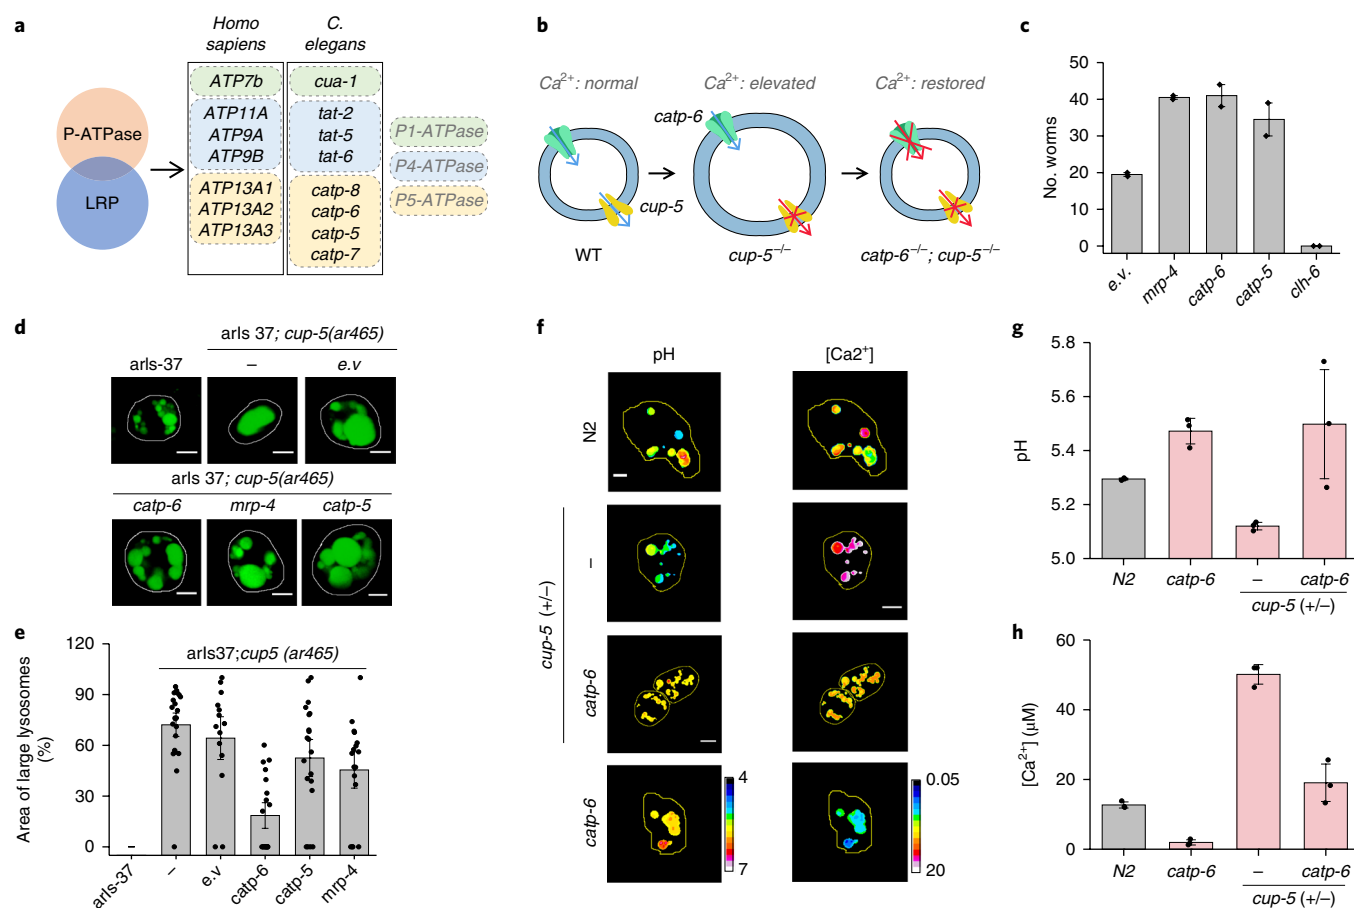 a
Homo
sapiens
C.
elegans
P-ATPase
LRP
ATP7b
ATP11A
ATP9A
ATP9B
ATP13A1
ATP13A2
ATP13A3
cua-1
tat-2
tat-5
tat-6
catp-8
catp-6
catp-5
catp-7
P1-ATPase
P4-ATPase
P5-ATPase
b
Ca2+: normal
Ca2+: elevated
Ca2+: restored
catp-6
cup-5
WT
cup-5−/−
catp-6−/−; cup-5−/−
c
No. worms
50
40
30
20
10
0
e.v.
mrp-4
catp-6
catp-5
clh-6
d
arls 37; cup-5(ar465)
arls-37
–
e.v
arls 37; cup-5(ar465)
catp-6
mrp-4
catp-5
e
arls37;cup5 (ar465)
Area of large lysosomes
(%)
120
90
60
30
0
arls-37
–
e.v
catp-6
catp-5
mrp-4
f
pH
[Ca2+]
N2
cup-5 (+/–)
–
catp-6
catp-6
4
7
0.05
20
g
pH
5.8
5.6
5.4
5.2
5.0
N2
catp-6
–
catp-6
cup-5 (+/–)
h
[Ca2+] (μM)
60
40
20
0
N2
catp-6
–
catp-6
cup-5 (+/–)